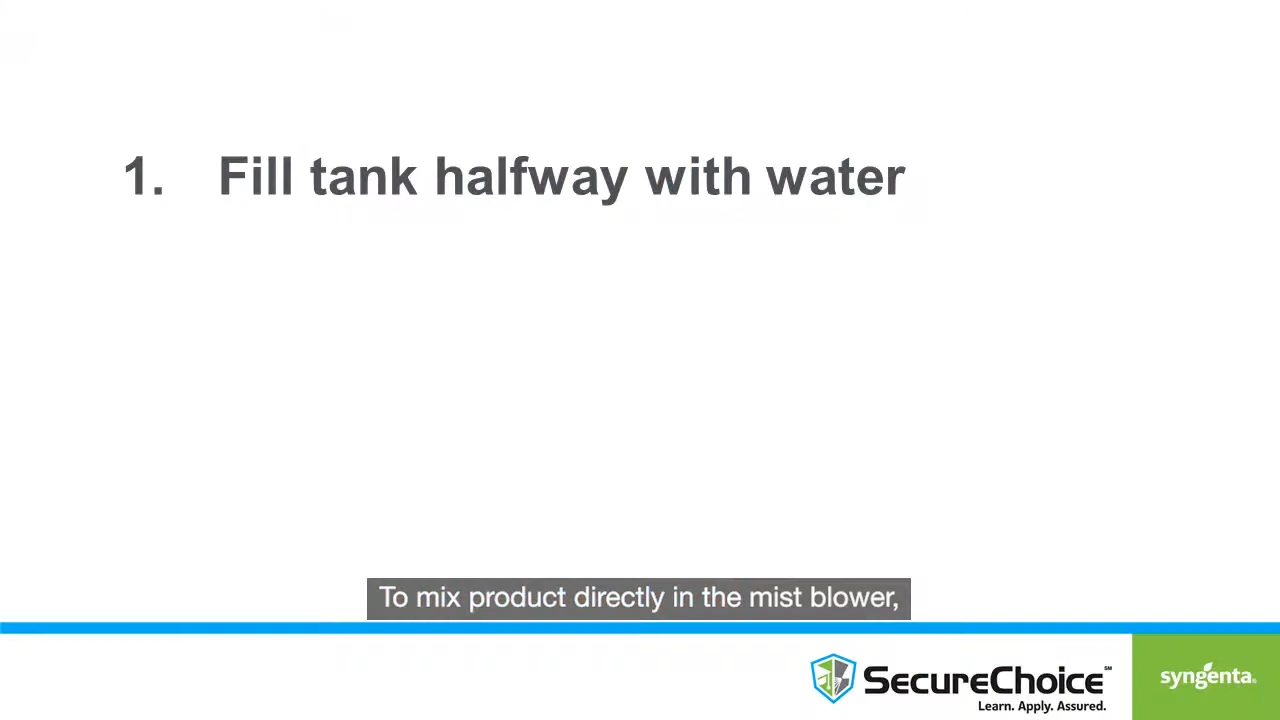 1. Fill tank halfway with water
To mix product directly in the mist blower,
SecureChoice℠
Learn. Apply. Assured.
syngenta.